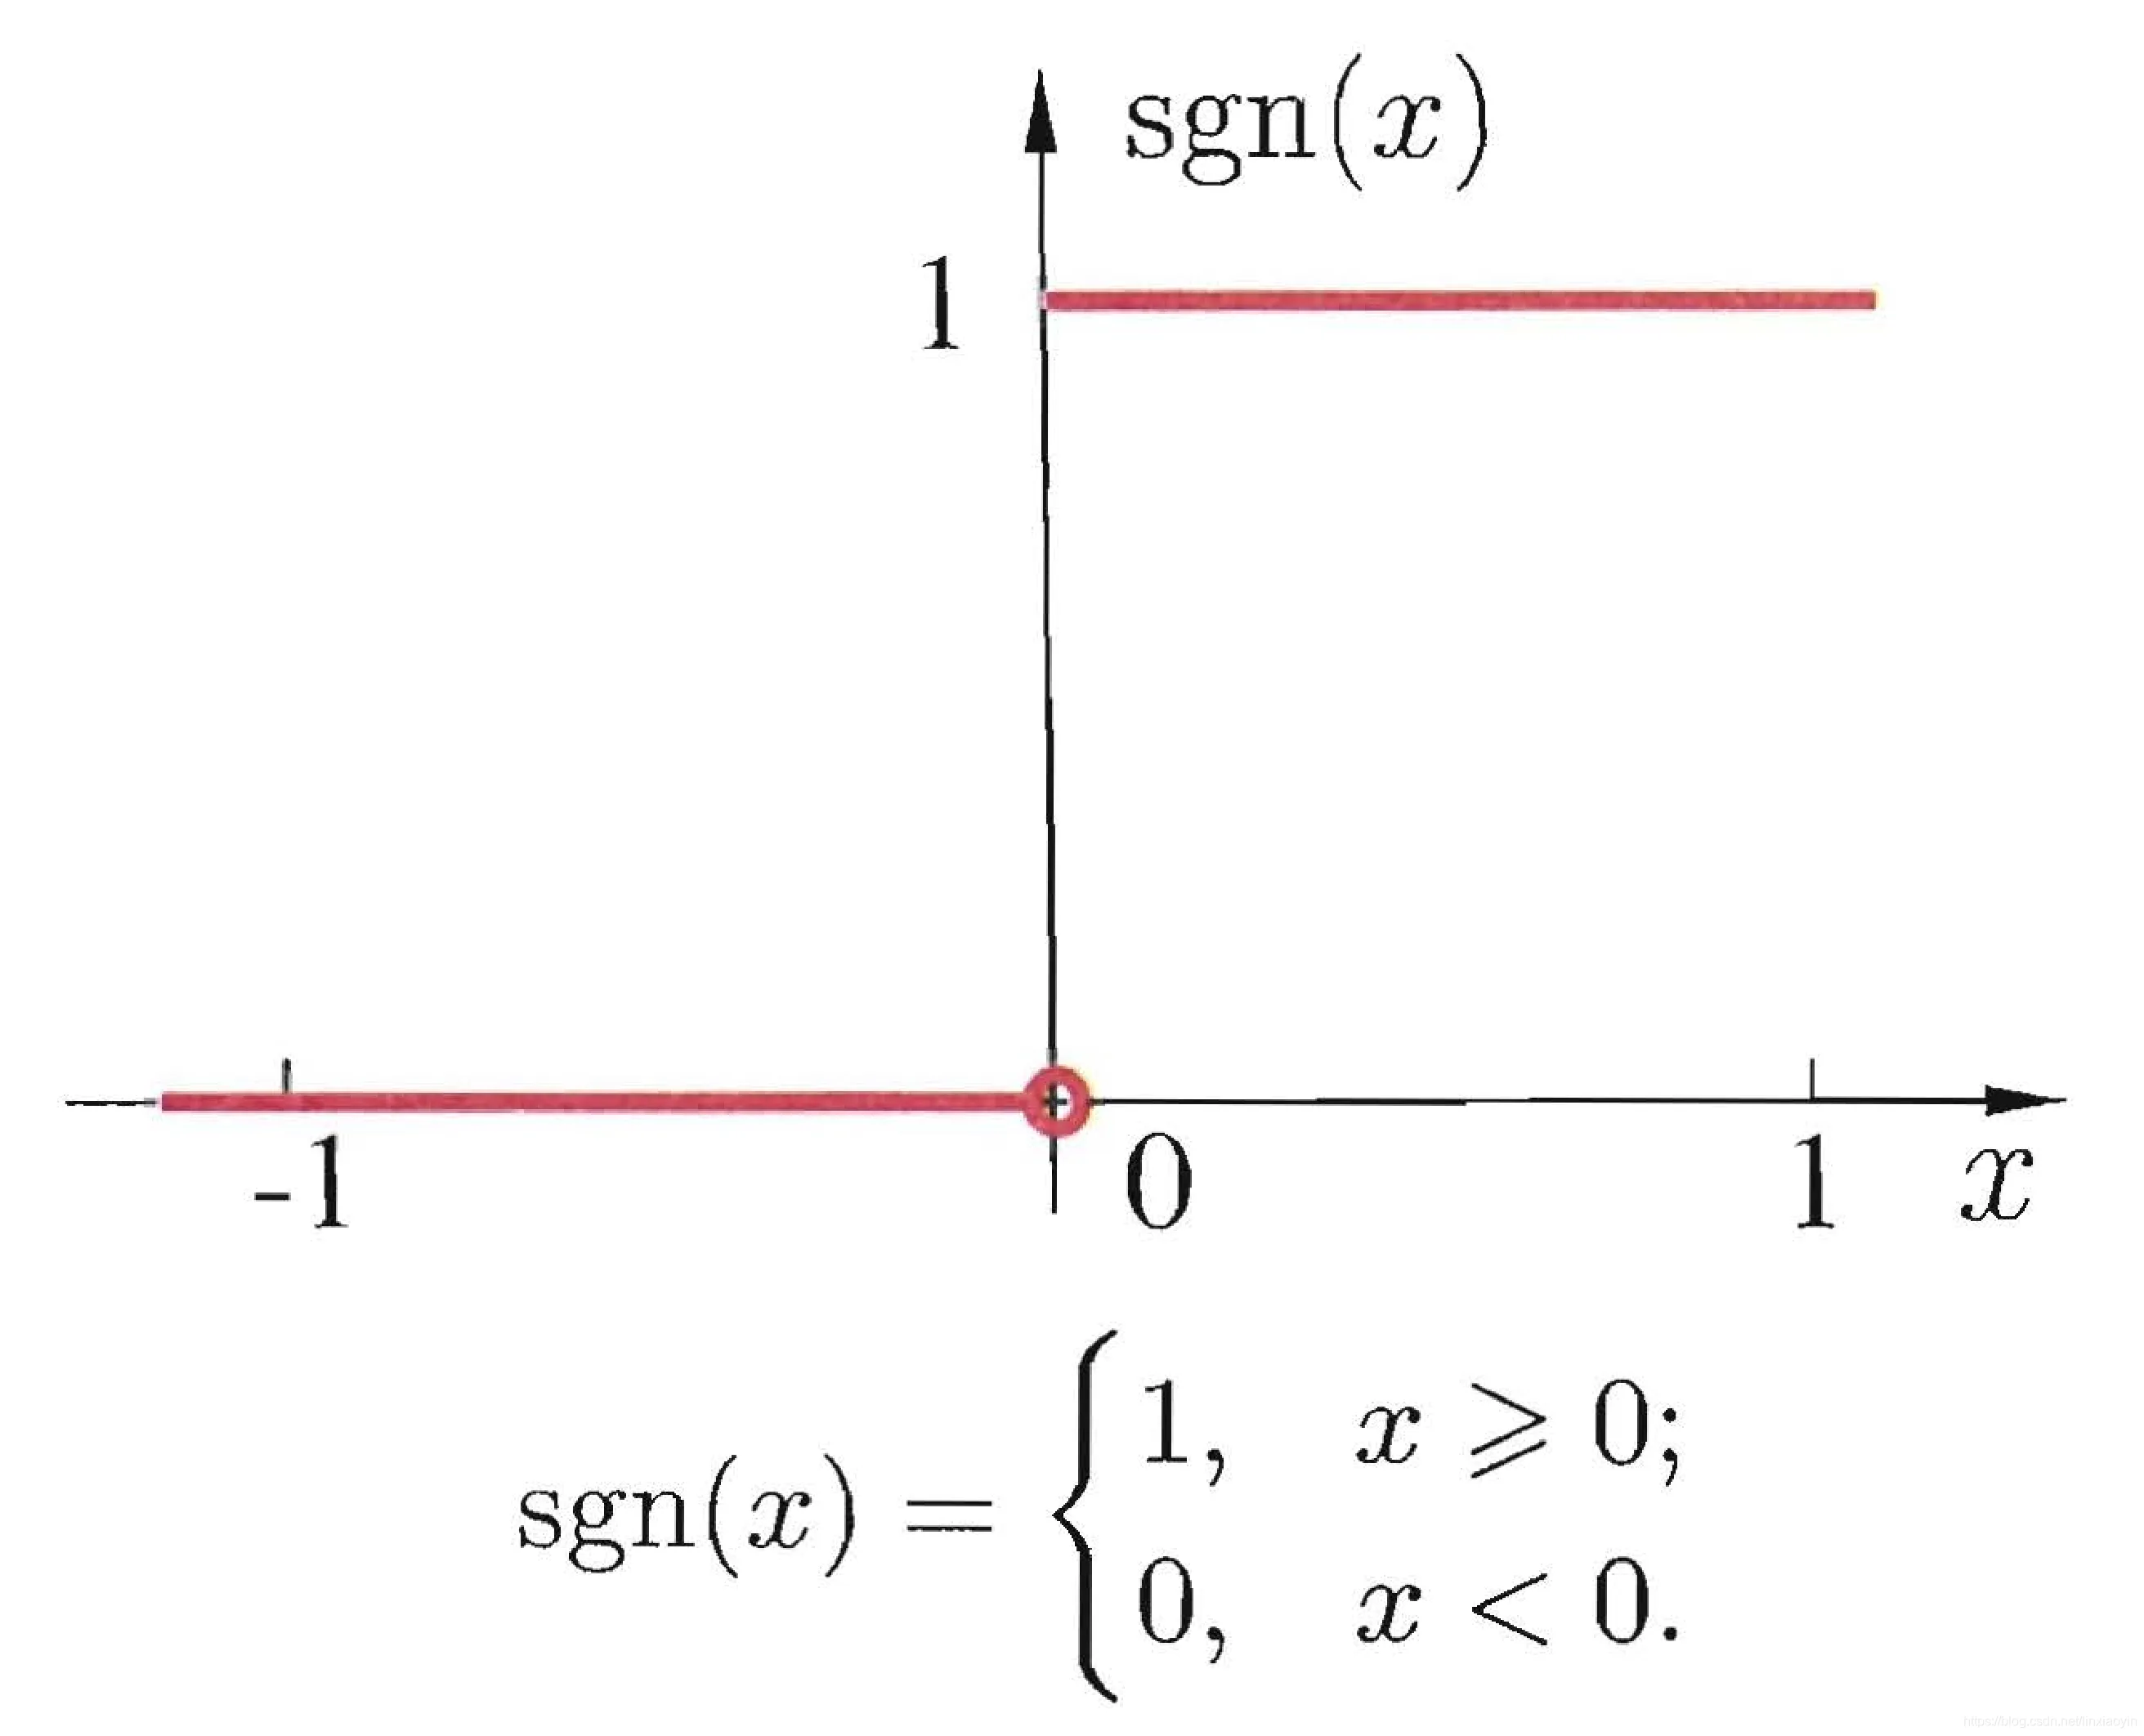 sgn(x)
1
-1 0 1 x
sgn(x) = { 1, x ⩾ 0;
0, x < 0.